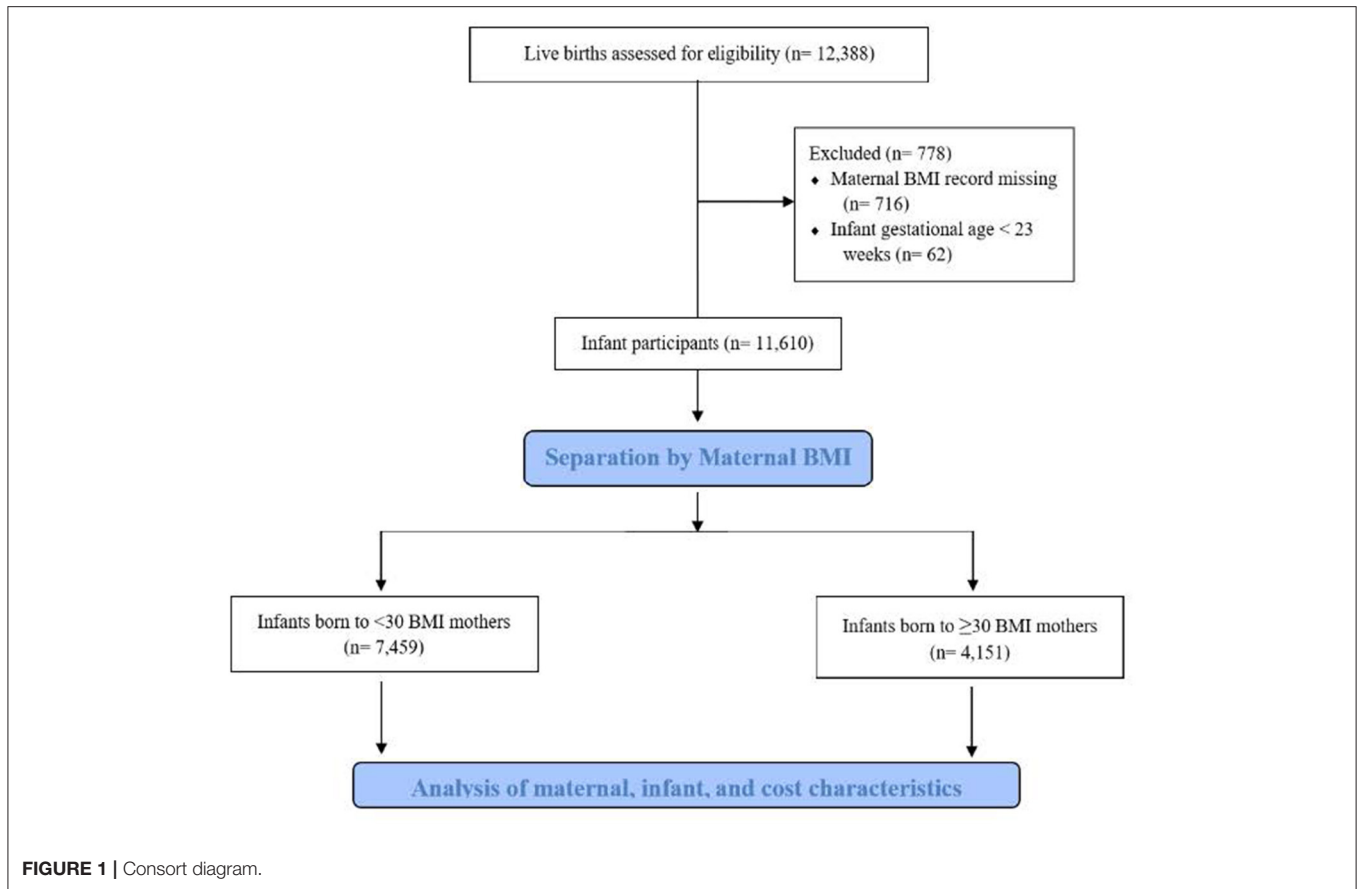 Live births assessed for eligibility (n= 12,388)
Excluded (n= 778)
⬥ Maternal BMI record missing
(n= 716)
⬥ Infant gestational age < 23
weeks (n= 62)
Infant participants (n= 11,610)
Separation by Maternal BMI
Infants born to <30 BMI mothers
(n= 7,459)
Infants born to ≥30 BMI mothers
(n= 4,151)
Analysis of maternal, infant, and cost characteristics
FIGURE 1 | Consort diagram.